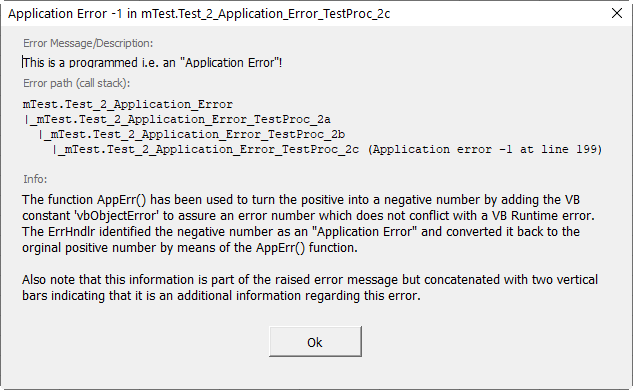 Application Error -1 in mTest.Test_2_Application_Error_TestProc_2c
Error Message/Description:
This is a programmed i.e. an "Application Error"!
Error path (call stack):
mTest.Test_2_Application_Error
|_mTest.Test_2_Application_Error_TestProc_2a
|_mTest.Test_2_Application_Error_TestProc_2b
|_mTest.Test_2_Application_Error_TestProc_2c (Application error -1 at line 199)
Info:
The function AppErr() has been used to turn the positive into a negative number by adding the VB
constant 'vbObjectError' to assure an error number which does not conflict with a VB Runtime error.
The ErrHndlr identified the negative number as an "Application Error" and converted it back to the
orginal positive number by means of the AppErr() function.
Also note that this information is part of the raised error message but concatenated with two vertical
bars indicating that it is an additional information regarding this error.
Ok